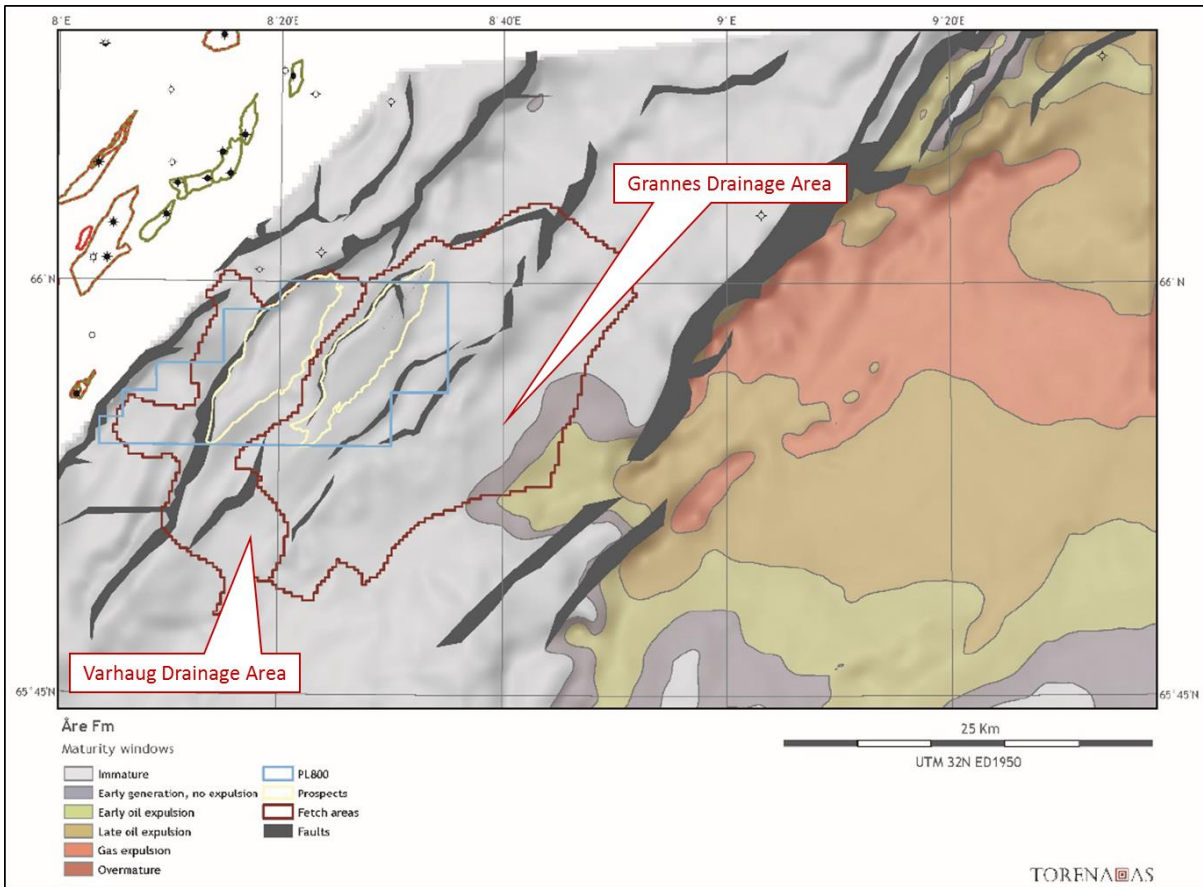 8°E
8°20
8°40
9°E
9°20
Grannes Drainage Area
66°N
66°N
Varhaug Drainage Area
65°45'N
65°45'N
Åre Fm
Maturity windows
Immature
Early generation, no expulsion
Early oil expulsion
Late oil expulsion
Gas expulsion
Overmature
PL800
Prospects
Fetch areas
Faults
25 Km
UTM 32N ED1950
TORENA AS